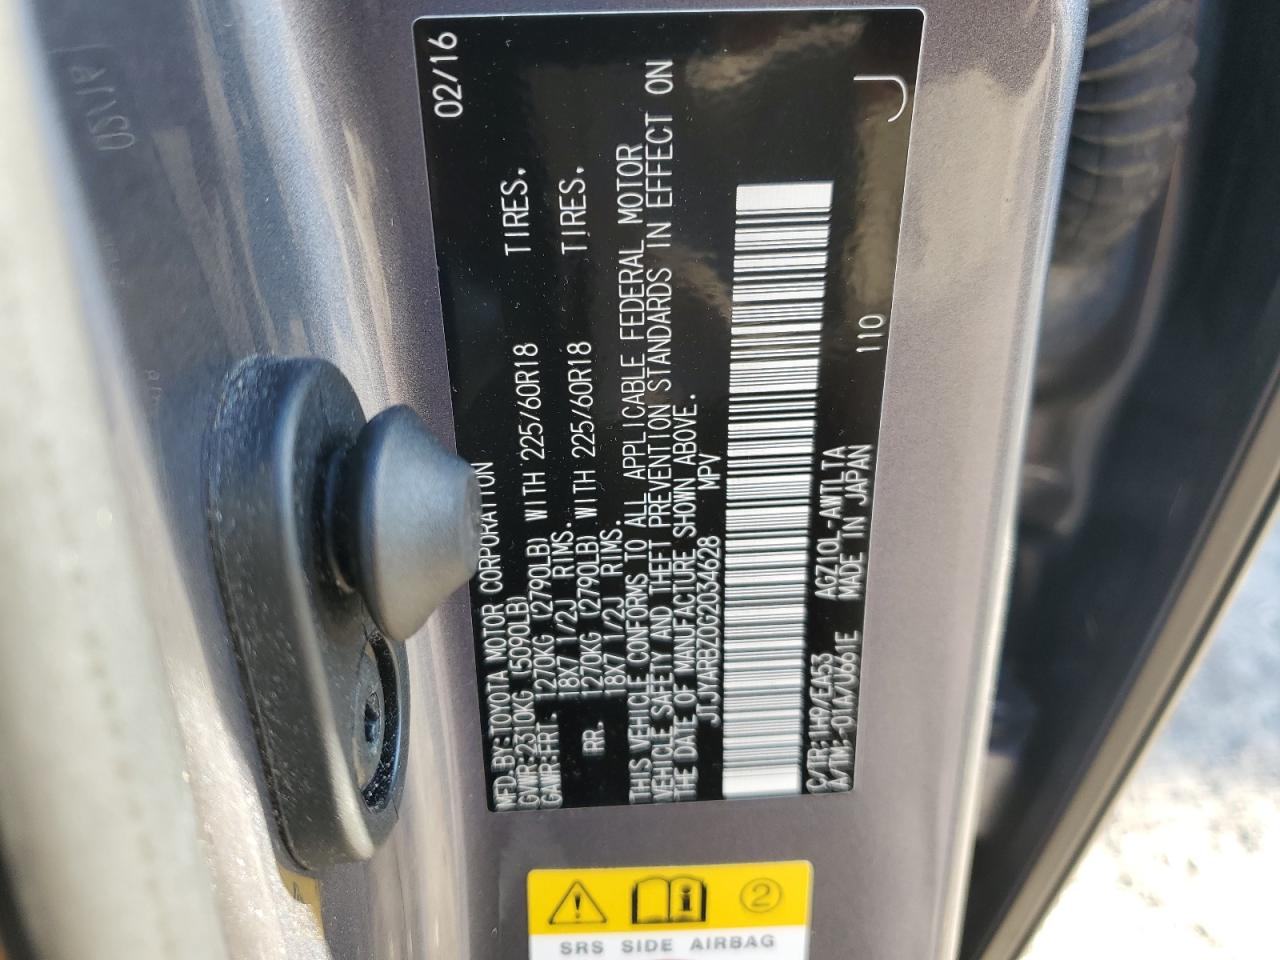 MFD.BY:TOYOTA MOTOR CORPORATION 02/16
GVWR:2310KG (5090LB)
GAWR:FRT. 1270KG (2790LB) WITH 225/60R18 TIRES.
18X7 1/2J RIMS.
RR. 1270KG (2790LB) WITH 225/60R18 TIRES.
18X7 1/2J RIMS.
THIS VEHICLE CONFORMS TO ALL APPLICABLE FEDERAL MOTOR
VEHICLE SAFETY AND THEFT PREVENTION STANDARDS IN EFFECT ON
THE DATE OF MANUFACTURE SHOWN ABOVE.
JTJYARBZ0G2034628 MPV
C/TR:1H9/EA53 AGZ10L-AWTLTA 110
A/TM:-01A/U661E MADE IN JAPAN J
2
SRS SIDE AIRBAG